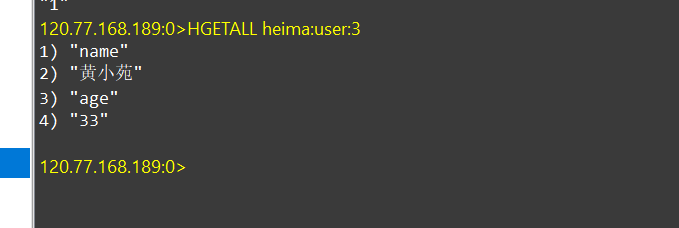 "1"
120.77.168.189:0>HGETALL heima:user:3
1) "name"
2) "黄小苑"
3) "age"
4) "33"
120.77.168.189:0>